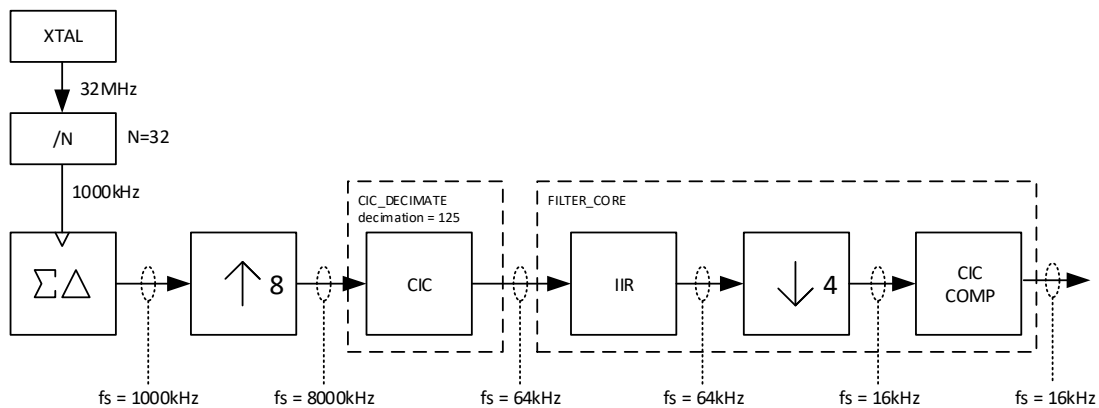 XTAL
32MHz
/N
N=32
1000kHz
CIC_DECIMATE
decimation = 125
FILTER_CORE
ΣΔ
↑ 8
CIC
IIR
↓ 4
CIC
COMP
fs = 1000kHz
fs = 8000kHz
fs = 64kHz
fs = 64kHz
fs = 16kHz
fs = 16kHz